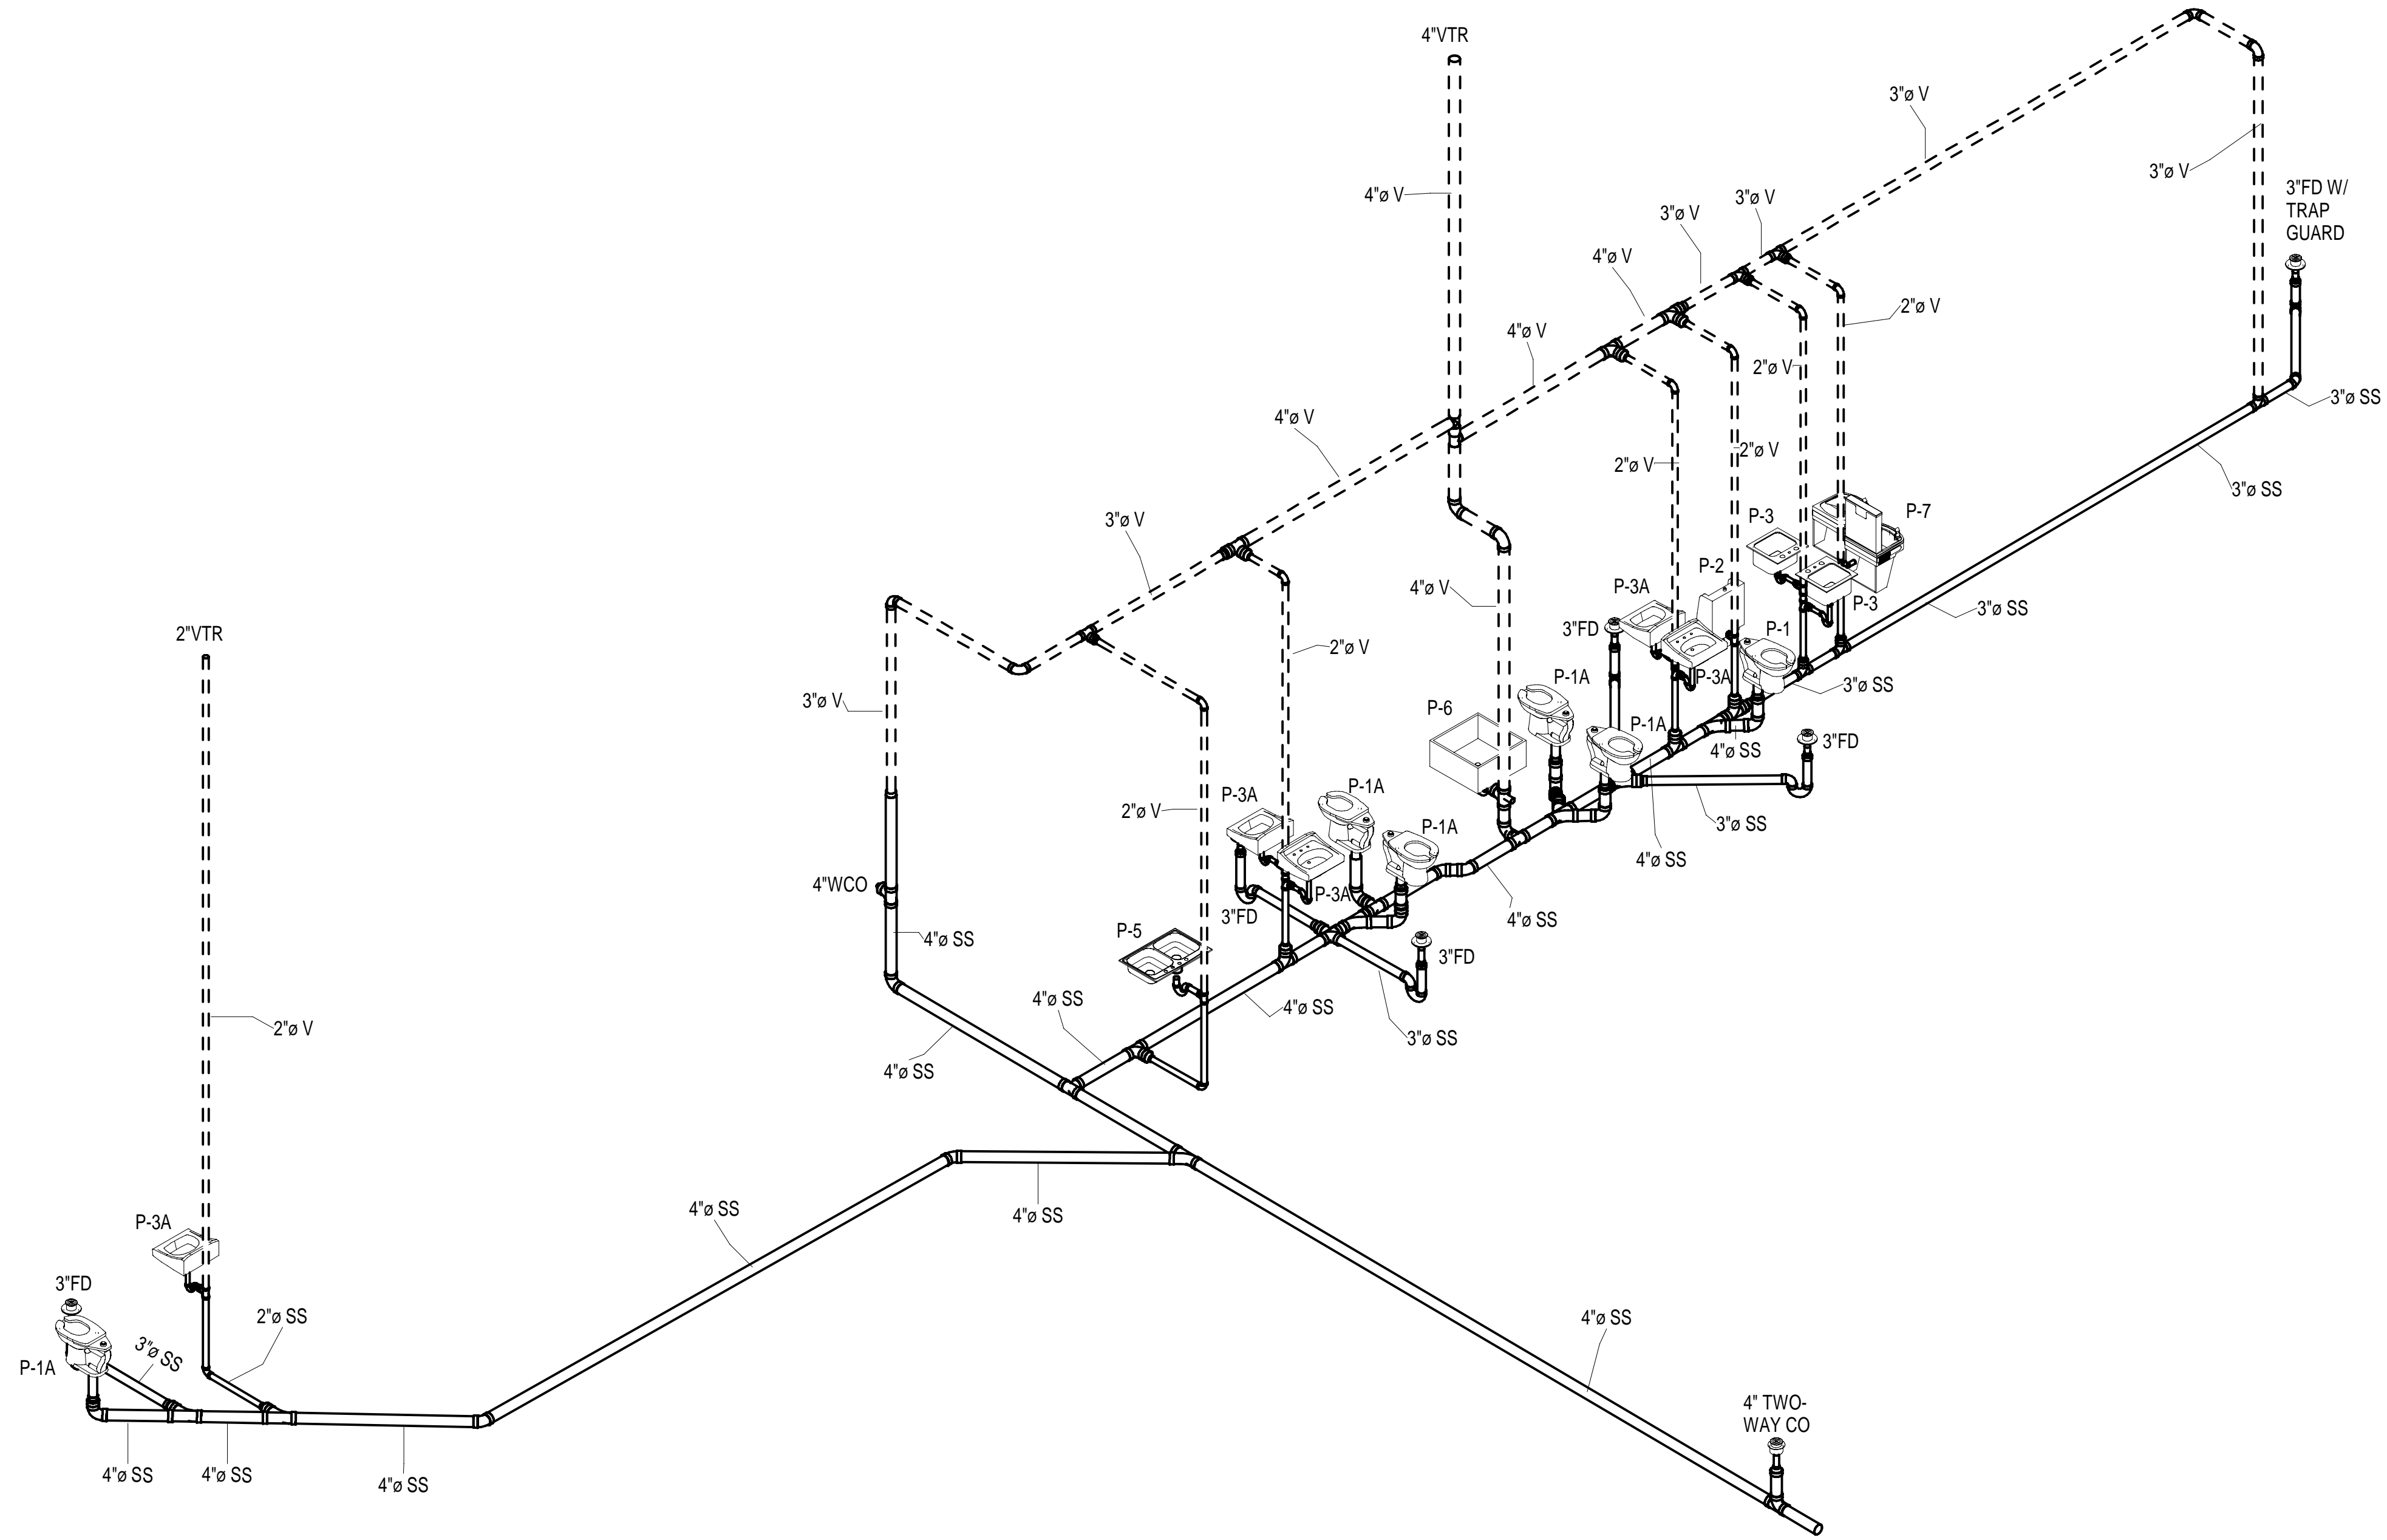 4"VTR
3"ø V
3"ø V
3"FD W/
TRAP
GUARD
4"ø V
3"ø V
3"ø V
4"ø V
2"ø V
4"ø V
2"ø V
3"ø SS
4"ø V
2"ø V
2"ø V
3"ø SS
3"ø V
P-3
P-7
P-2
4"ø V
P-3A
P-3
3"ø SS
3"FD
P-1
2"VTR
2"ø V
P-1A
P-3A
3"ø SS
3"ø V
P-6
P-1A
4"ø SS
3"FD
P-3A
P-1A
2"ø V
P-1A
3"ø SS
4"ø SS
4"WCO
P-3A
3"FD
4"ø SS
P-5
4"ø SS
3"FD
4"ø SS
4"ø SS
2"ø V
3"ø SS
4"ø SS
4"ø SS
4"ø SS
P-3A
3"FD
2"ø SS
4"ø SS
3"ø SS
P-1A
4" TWO-
WAY CO
4"ø SS
4"ø SS
4"ø SS